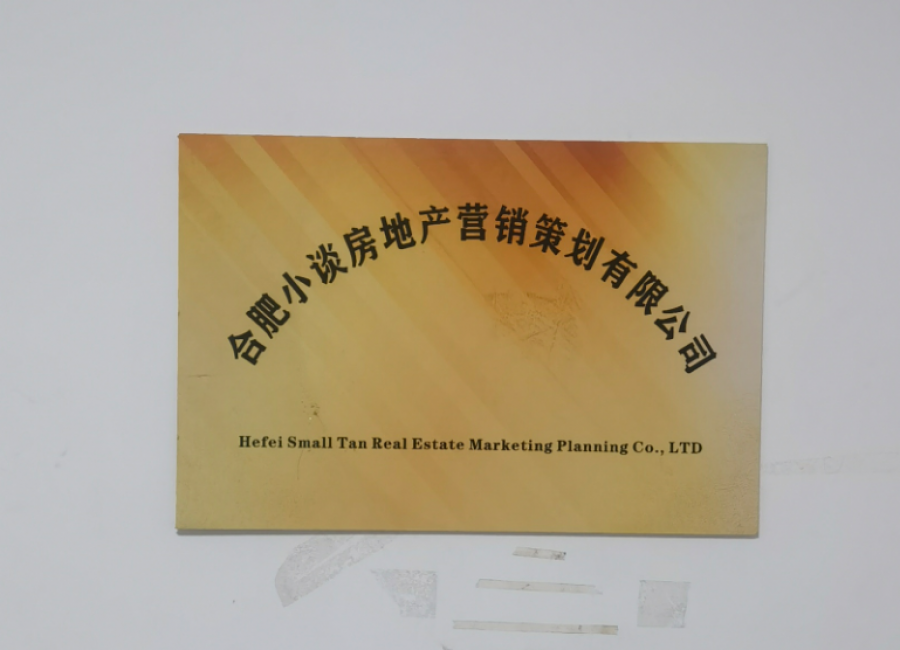 合肥小谈房地产营销策划有限公司
Hefei Small Tan Real Estate Marketing Planning Co., LTD